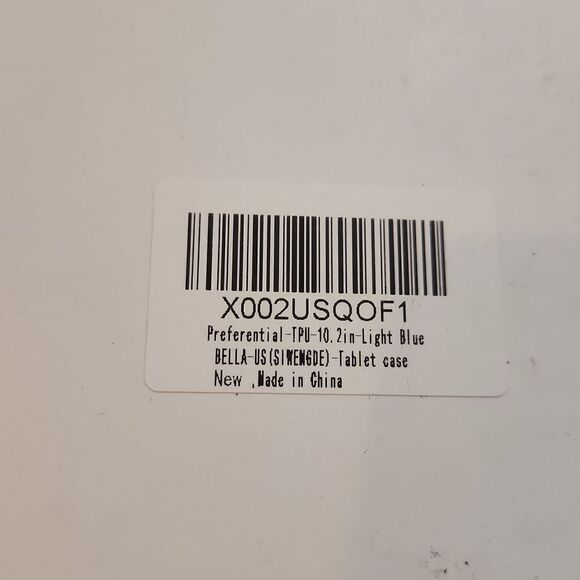 X002USQOF1
Preferential-TPU-10.2in-Light Blue
BELLA-US(SIWENGDE)-Tablet case
New ,Made in China